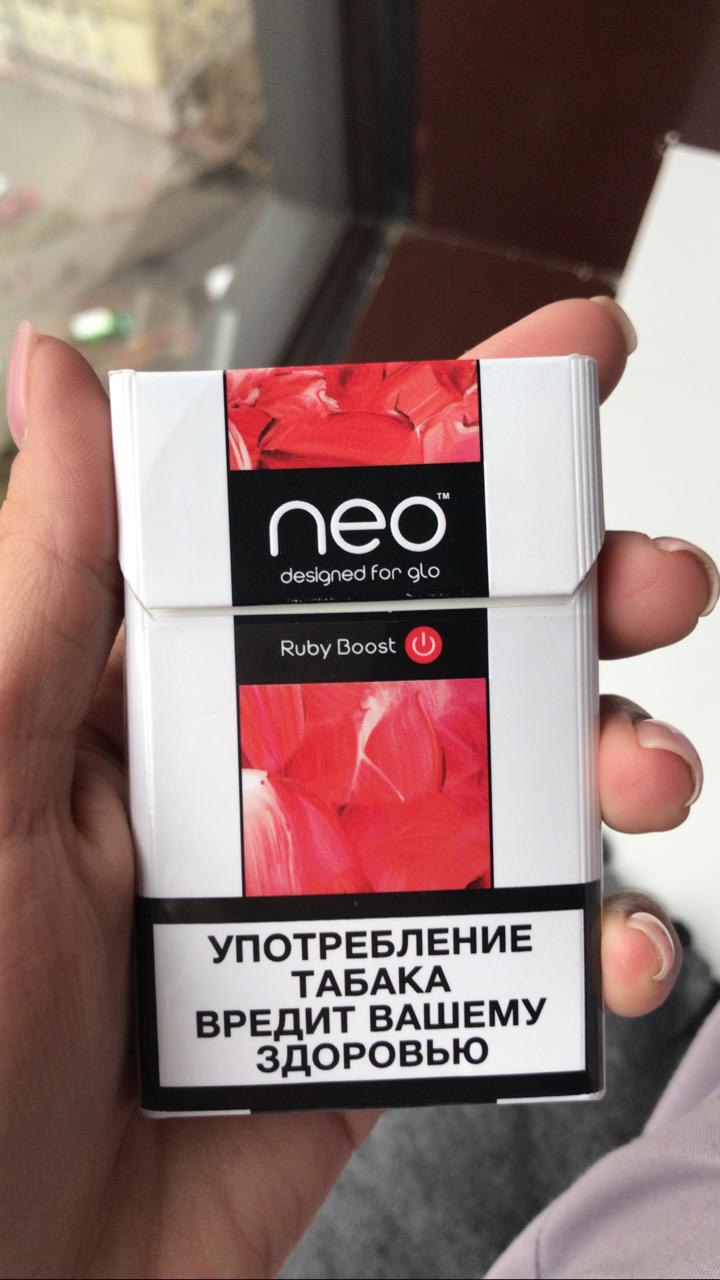 neo™
designed for glo
Ruby Boost
УПОТРЕБЛЕНИЕ
ТАБАКА
ВРЕДИТ ВАШЕМУ
ЗДОРОВЬЮ